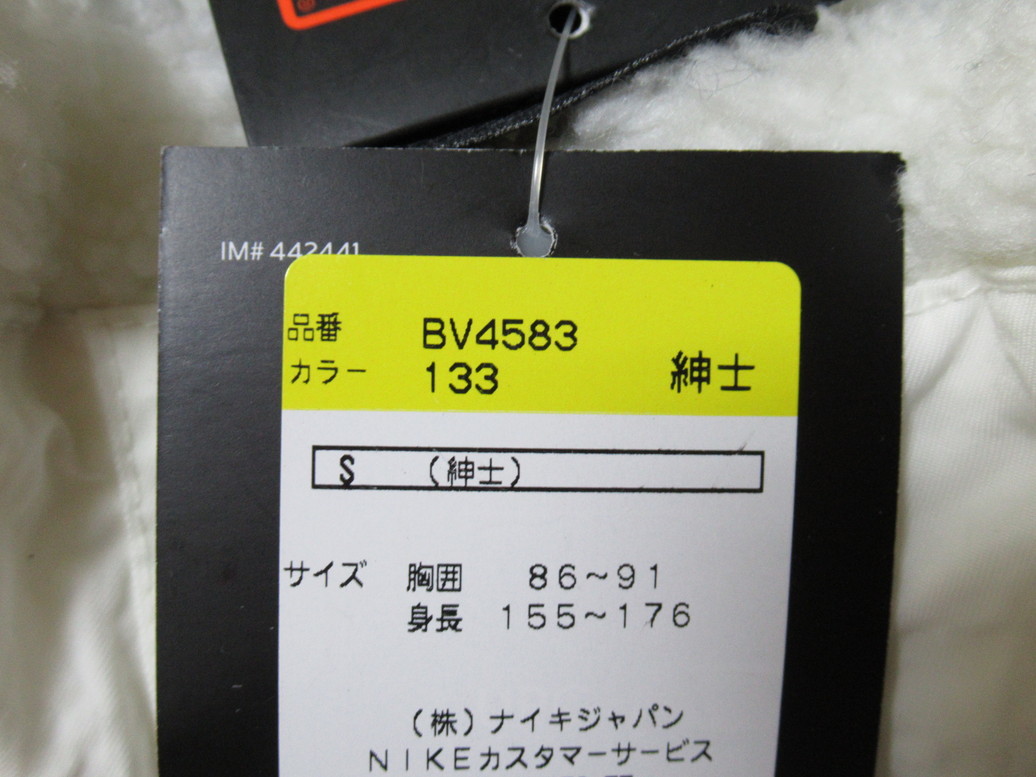 IM# 442441
品番 BV4583
カラー 133 紳士
S (紳士)
サイズ 胸囲 86~91
身長 155~176
(株)ナイキジャパン
NIKEカスタマーサービス